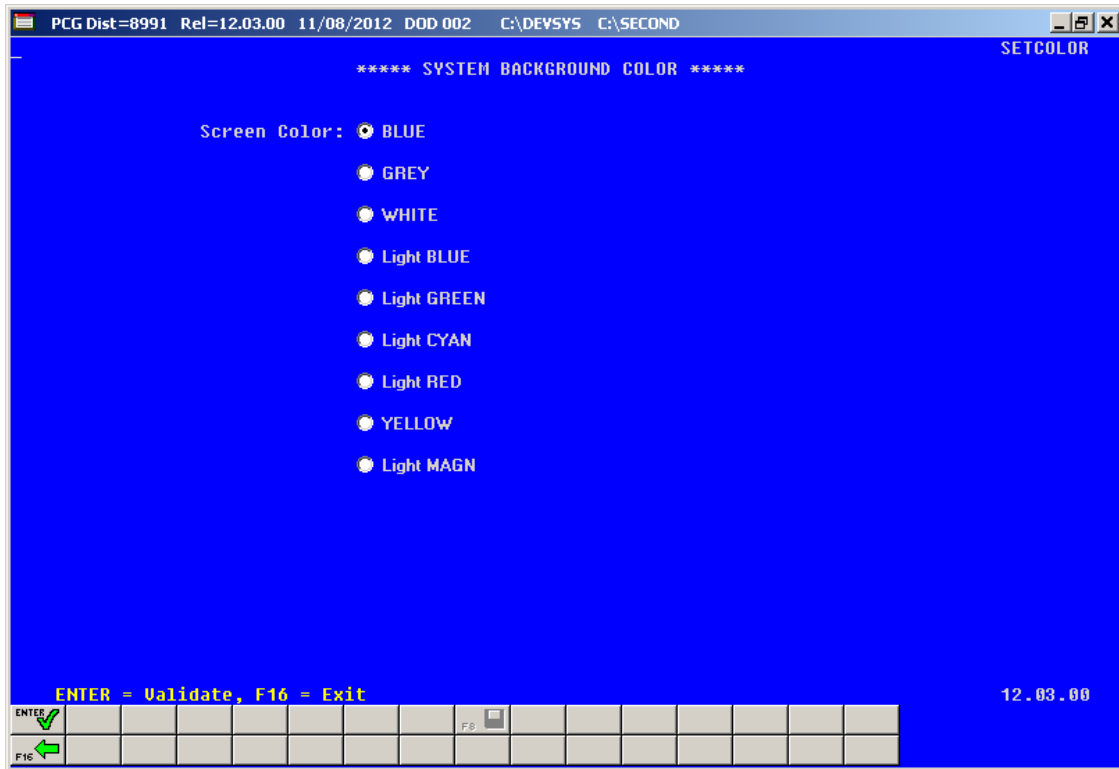 PCG Dist=8991 Rel=12.03.00 11/08/2012 DOD 002 C:\DEVSYS C:\SECOND
SETCOLOR
***** SYSTEM BACKGROUND COLOR *****
Screen Color: BLUE
GREY
WHITE
Light BLUE
Light GREEN
Light CYAN
Light RED
YELLOW
Light MAGN
ENTER = Validate, F16 = Exit
12.03.00
ENTER
F8
F16